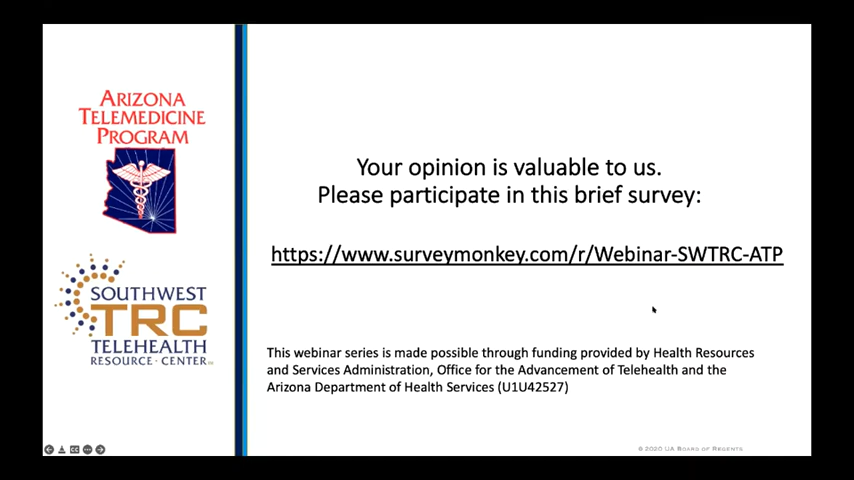 ARIZONA
TELEMEDICINE
PROGRAM
SOUTHWEST
TRC
TELEHEALTH
RESOURCE · CENTER
Your opinion is valuable to us.
Please participate in this brief survey:
https://www.surveymonkey.com/r/Webinar-SWTRC-ATP
This webinar series is made possible through funding provided by Health Resources
and Services Administration, Office for the Advancement of Telehealth and the
Arizona Department of Health Services (U1U42527)
© 2020 UA BOARD OF REGENTS